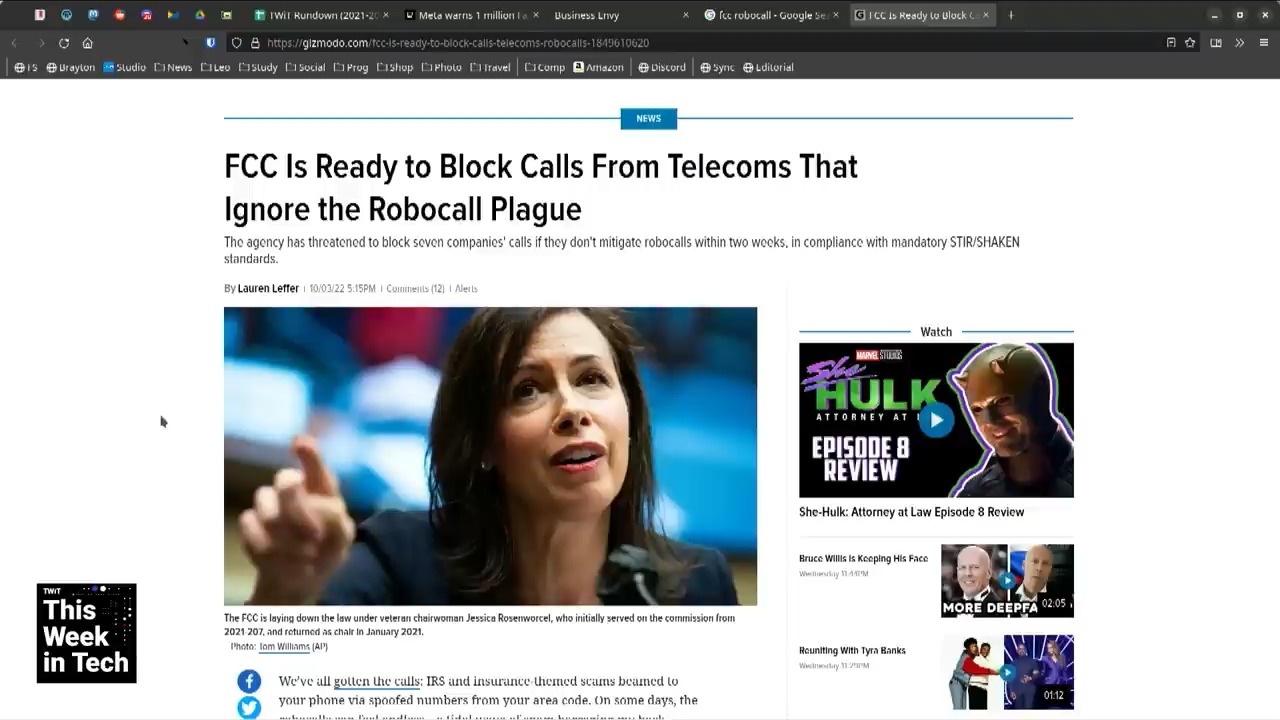 TWiT Rundown (2021-20
Meta warns 1 million Fa
Business Envy
fcc robocall - Google Se
FCC Is Ready to Block C
https://gizmodo.com/fcc-is-ready-to-block-calls-telecoms-robocalls-1849610620
FS Brayton Studio News Leo Study Social Prog Shop Photo Travel Comp Amazon Discord Sync Editorial
NEWS
FCC Is Ready to Block Calls From Telecoms That
Ignore the Robocall Plague
The agency has threatened to block seven companies' calls if they don't mitigate robocalls within two weeks, in compliance with mandatory STIR/SHAKEN
standards.
By Lauren Leffer 10/03/22 5:15PM Comments (12) Alerts
The FCC is laying down the law under veteran chairwoman Jessica Rosenworcel, who initially served on the commission from
2021-207, and returned as chair in January 2021.
Photo: Tom Williams (AP)
We've all gotten the calls: IRS and insurance-themed scams beamed to
your phone via spoofed numbers from your area code. On some days, the
Watch
MARVEL STUDIOS
She
HULK
ATTORNEY AT
EPISODE 8
REVIEW
She-Hulk: Attorney at Law Episode 8 Review
Bruce Willis is Keeping His Face
Wednesday 11:44PM
MORE DEEPFA
02:05
Reuniting With Tyra Banks
Wednesday 11:29PM
01:12
TWiT
This
Week
in Tech